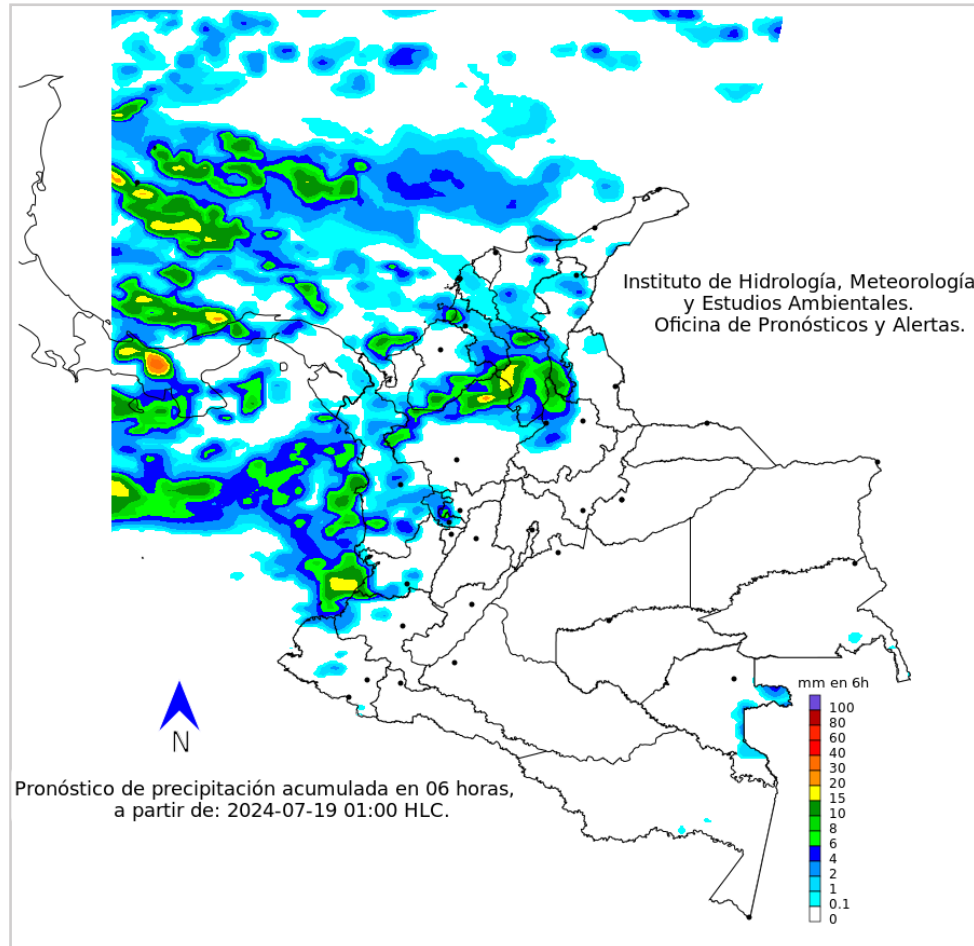 Instituto de Hidrología, Meteorología
y Estudios Ambientales.
Oficina de Pronósticos y Alertas.
mm en 6h
100
80
60
40
30
20
15
10
8
6
4
2
1
0.1
0
N
Pronóstico de precipitación acumulada en 06 horas,
a partir de: 2024-07-19 01:00 HLC.